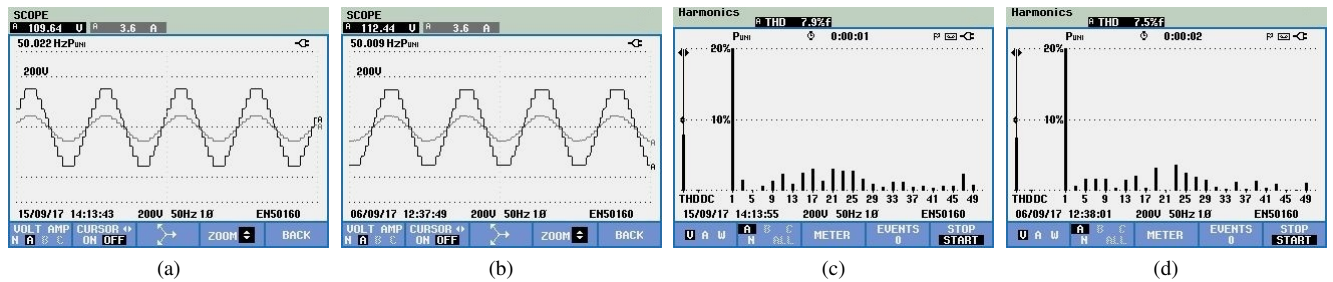 SCOPE
A 109.64 V A 3.6 A
50.022 HzPUNI
200V
A
A
15/09/17 14:13:43 200V 50Hz 1Ø EN50160
VOLT AMP CURSOR
N A B C ON OFF ZOOM BACK
(a)
SCOPE
A 112.44 V A 3.6 A
50.009 HzPUNI
200V
A
A
06/09/17 12:37:49 200V 50Hz 1Ø EN50160
VOLT AMP CURSOR
N A B C ON OFF ZOOM BACK
(b)
Harmonics
A THD 7.9%f
PUNI 0:00:01
20%
10%
THDDC 1 5 9 13 17 21 25 29 33 37 41 45 49
15/09/17 14:13:55 200V 50Hz 1Ø EN50160
V A W A B C N ALL METER EVENTS 0 STOP START
(c)
Harmonics
A THD 7.5%f
PUNI 0:00:02
20%
10%
THDDC 1 5 9 13 17 21 25 29 33 37 41 45 49
06/09/17 12:38:01 200V 50Hz 1Ø EN50160
V A W A B C N ALL METER EVENTS 0 STOP START
(d)